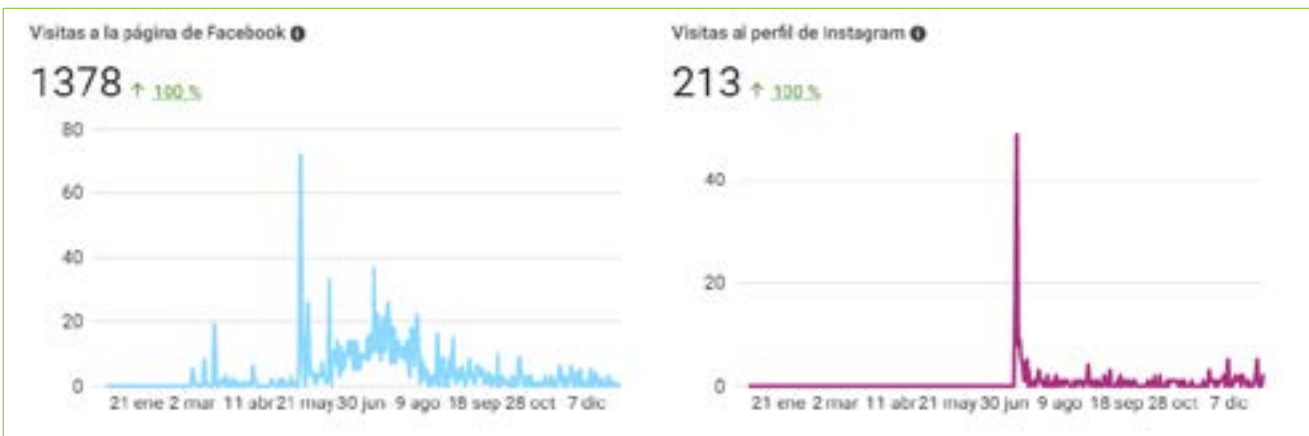 Visitas a la página de Facebook
1378 ↑ 100 %
80
60
40
20
0
21 ene 2 mar 11 abr 21 may 30 jun 9 ago 18 sep 28 oct 7 dic
Visitas al perfil de Instagram
213 ↑ 100 %
40
20
0
21 ene 2 mar 11 abr 21 may 30 jun 9 ago 18 sep 28 oct 7 dic